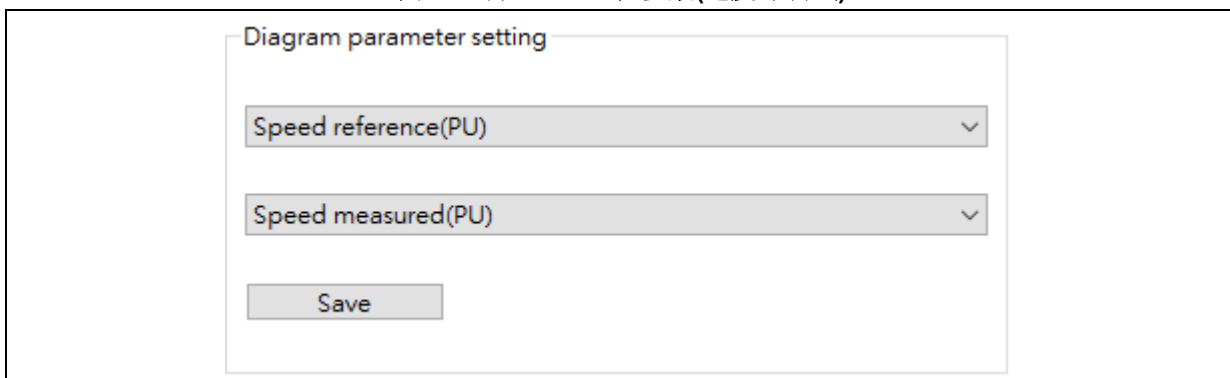 Diagram parameter setting
Speed reference(PU)
Speed measured(PU)
Save